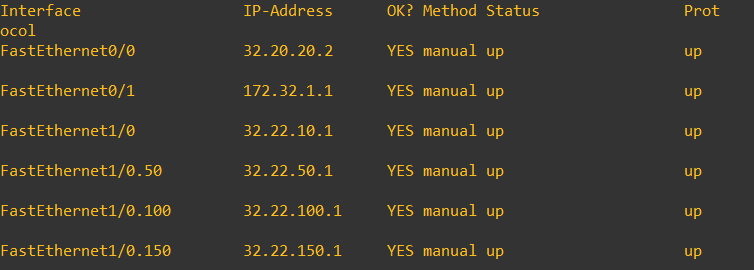 Interface                  IP-Address      OK? Method Status                Prot
ocol
FastEthernet0/0            32.20.20.2      YES manual up                    up
FastEthernet0/1            172.32.1.1      YES manual up                    up
FastEthernet1/0            32.22.10.1      YES manual up                    up
FastEthernet1/0.50         32.22.50.1      YES manual up                    up
FastEthernet1/0.100        32.22.100.1     YES manual up                    up
FastEthernet1/0.150        32.22.150.1     YES manual up                    up